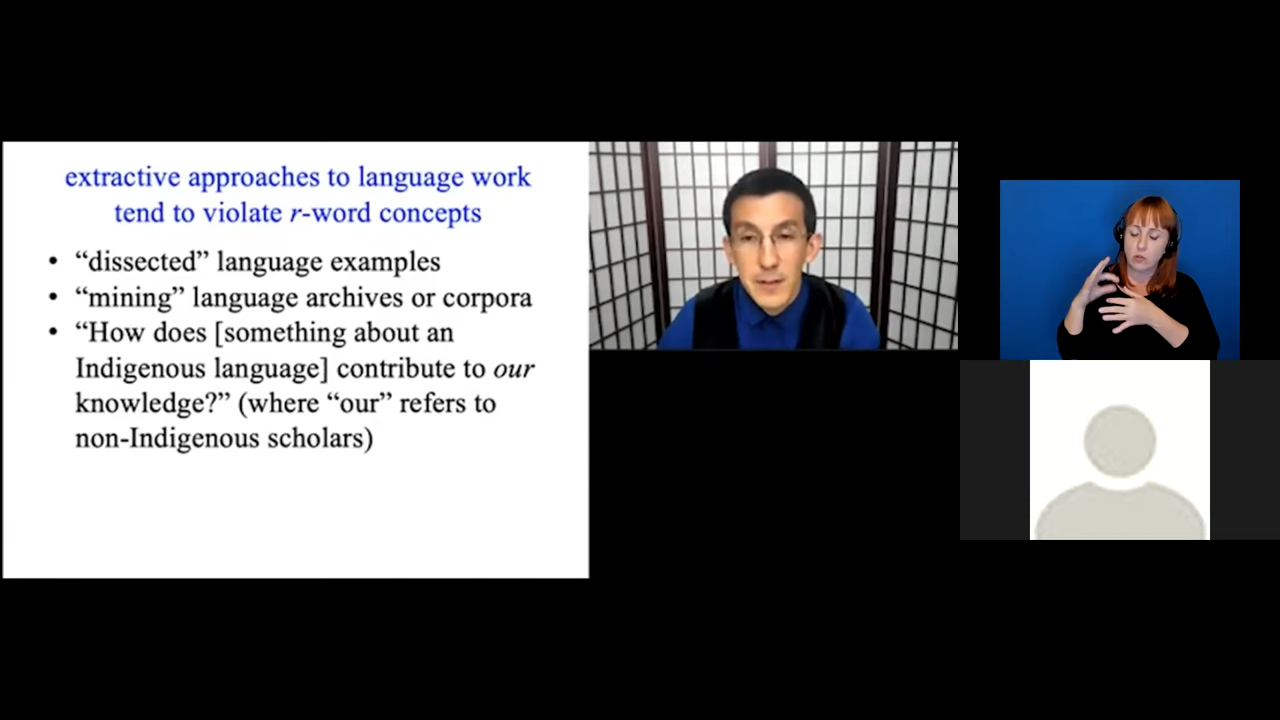 extractive approaches to language work
tend to violate r-word concepts
• “dissected” language examples
• “mining” language archives or corpora
• “How does [something about an
Indigenous language] contribute to our
knowledge?” (where “our” refers to
non-Indigenous scholars)